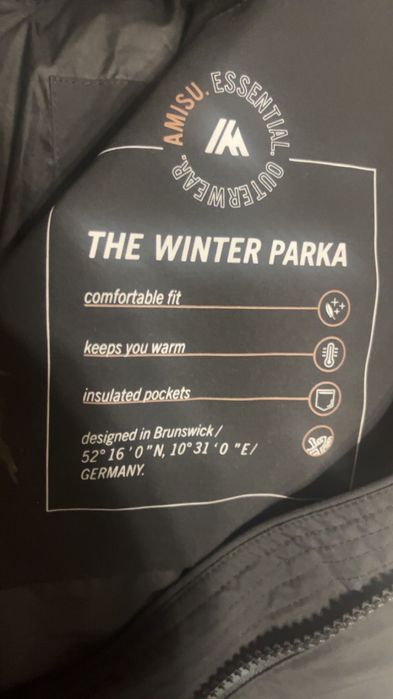 AMISU. ESSENTIAL. OUTERWEAR.
THE WINTER PARKA
comfortable fit
keeps you warm
insulated pockets
designed in Brunswick /
52° 16 ' 0 "N, 10° 31 ' 0 "E/
GERMANY.